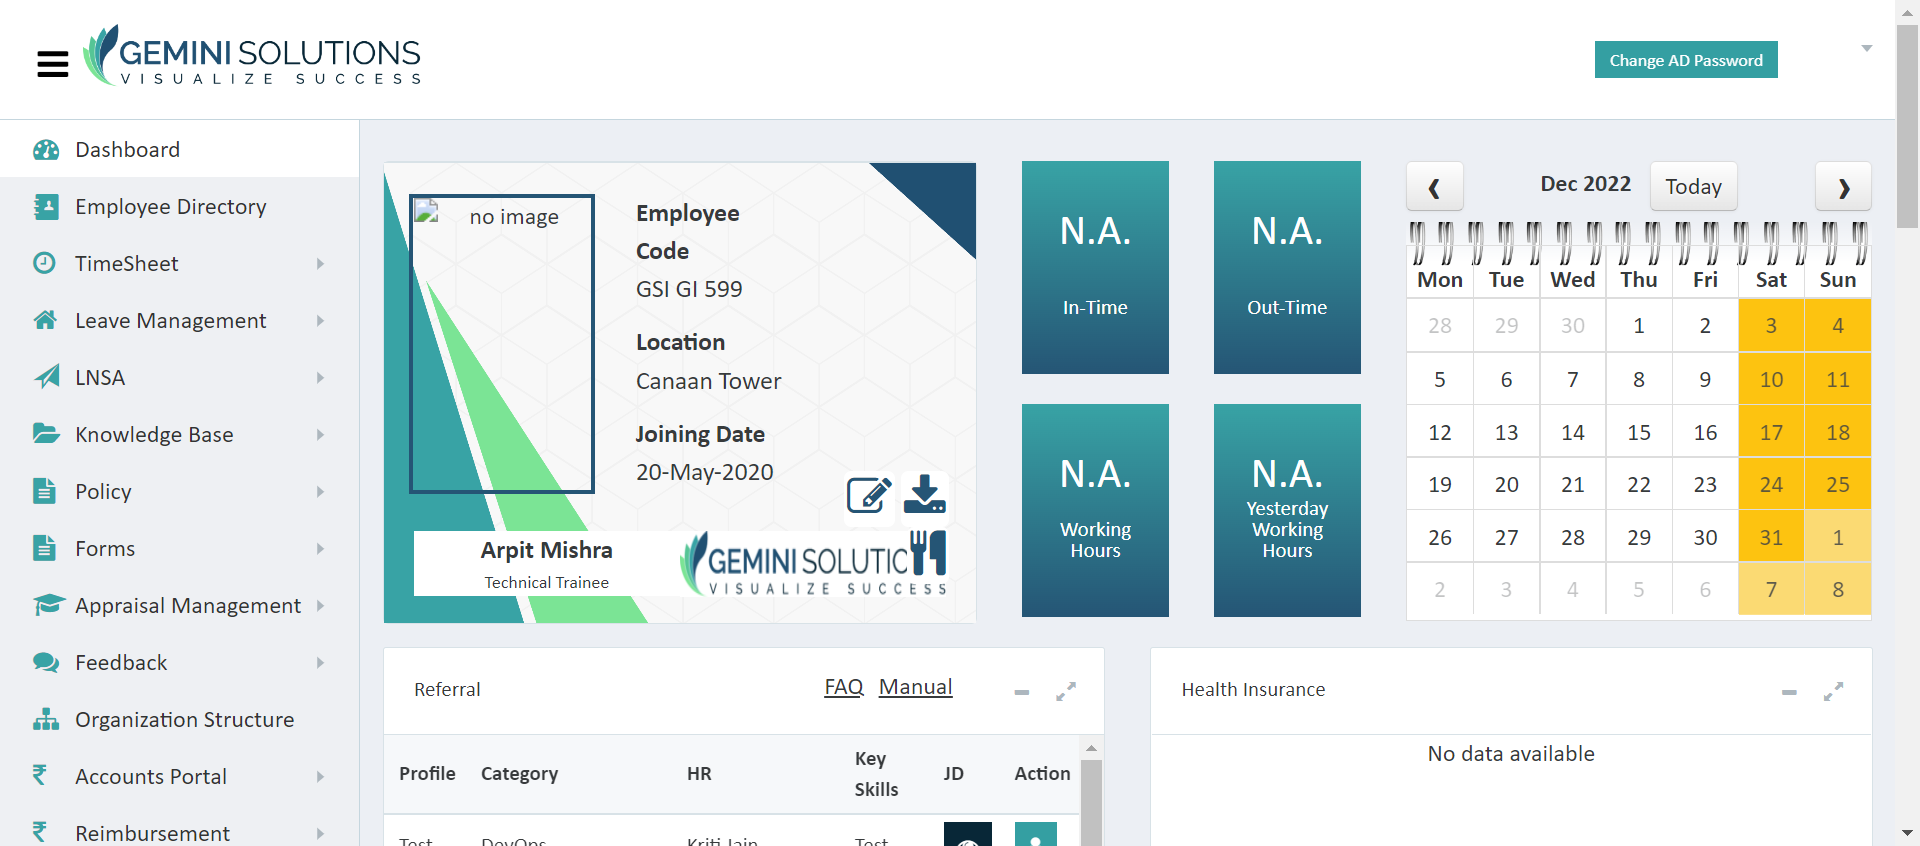 GEMINI SOLUTIONS
VISUALIZE SUCCESS
Change AD Password
Dashboard
Employee Directory
TimeSheet
Leave Management
LNSA
Knowledge Base
Policy
Forms
Appraisal Management
Feedback
Organization Structure
Accounts Portal
Reimbursement
no image
Employee
Code
GSI GI 599
Location
Canaan Tower
Joining Date
20-May-2020
Arpit Mishra
Technical Trainee
GEMINI SOLUTIC
VISUALIZE SUCCESS
N.A.
In-Time
N.A.
Out-Time
N.A.
Working
Hours
N.A.
Yesterday
Working
Hours
Dec 2022 Today
Mon Tue Wed Thu Fri Sat Sun
28 29 30 1 2 3 4
5 6 7 8 9 10 11
12 13 14 15 16 17 18
19 20 21 22 23 24 25
26 27 28 29 30 31 1
2 3 4 5 6 7 8
Referral FAQ Manual
Profile Category HR Key Skills JD Action
Test DevOps Kriti Jain Test
Health Insurance
No data available